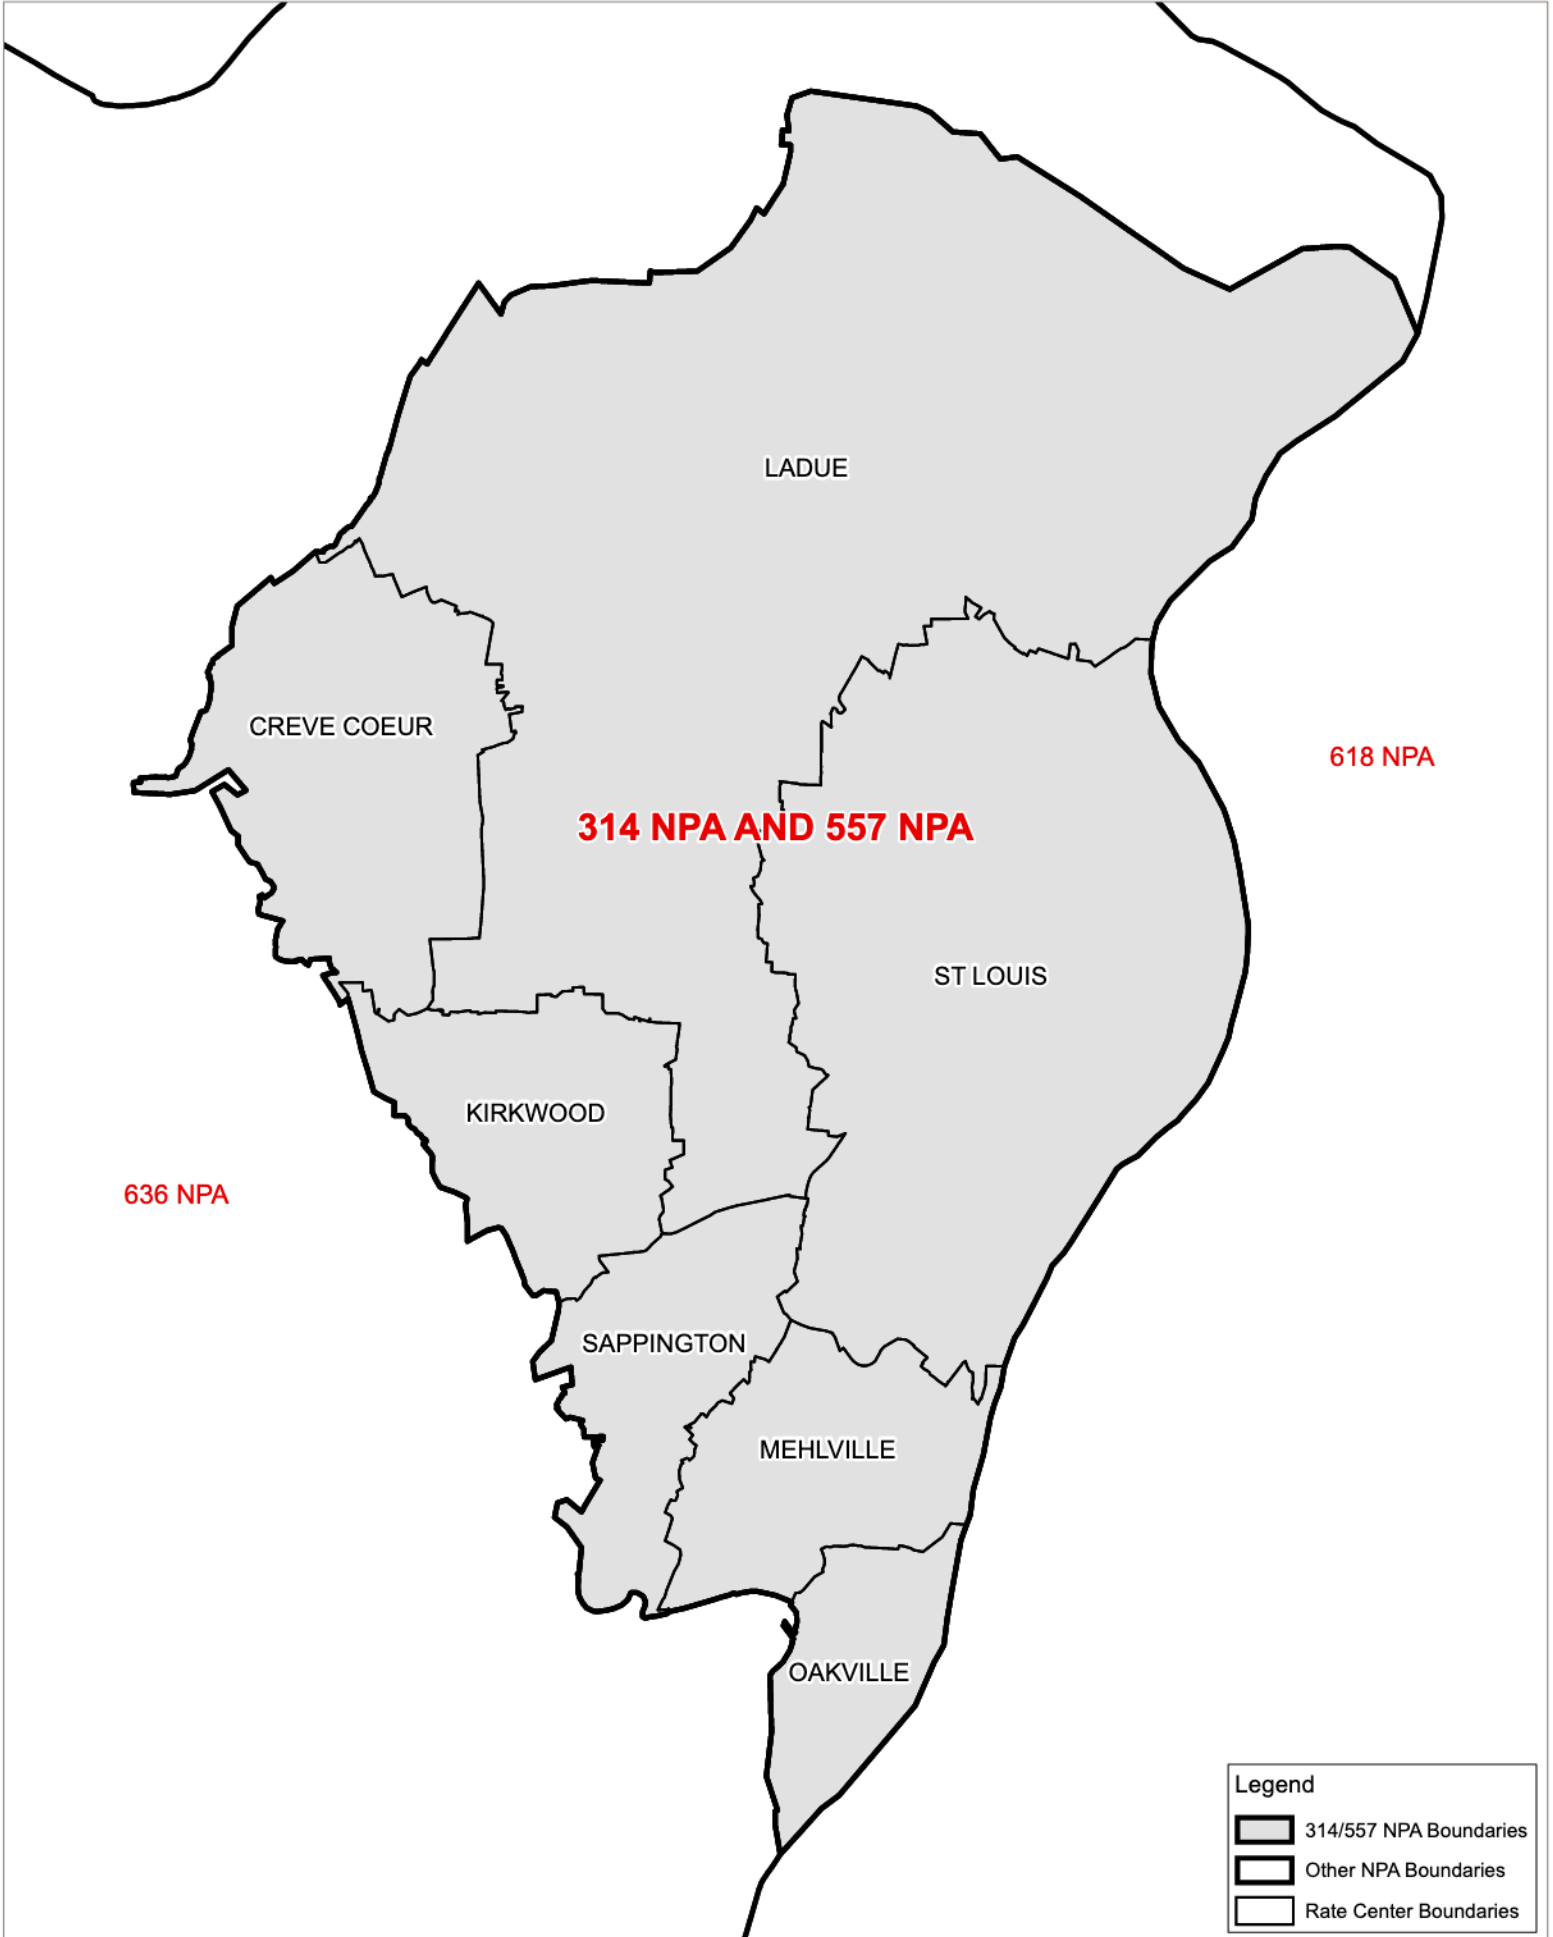 LADUE
CREVE COEUR
618 NPA
314 NPA AND 557 NPA
ST LOUIS
KIRKWOOD
636 NPA
SAPPINGTON
MEHLVILLE
OAKVILLE
Legend
314/557 NPA Boundaries
Other NPA Boundaries
Rate Center Boundaries